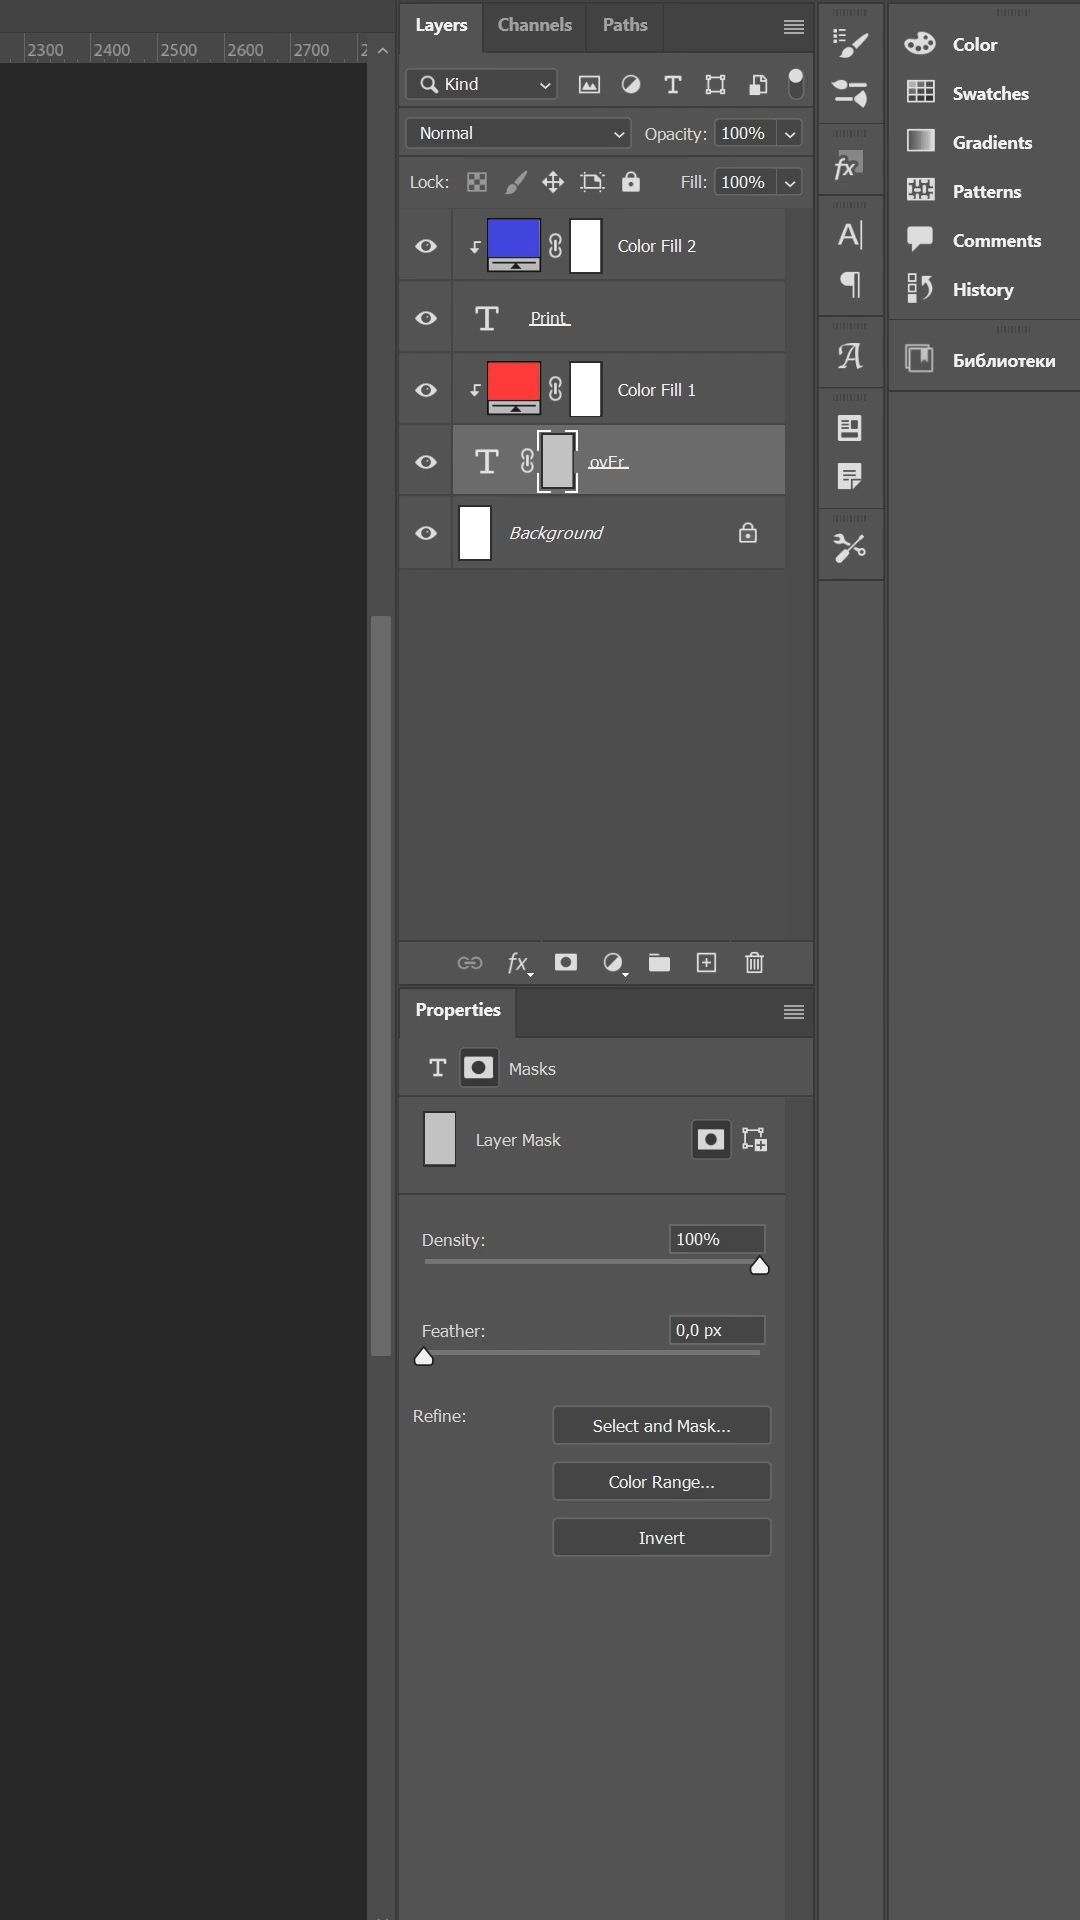 Layers Channels Paths
2300 2400 2500 2600 2700 2
Kind
Normal Opacity: 100%
Lock: Fill: 100%
Color Fill 2
Print
Color Fill 1
ovEr
Background
Color
Swatches
Gradients
Patterns
Comments
History
Библиотеки
Properties
Masks
Layer Mask
Density: 100%
Feather: 0,0 px
Refine: Select and Mask...
Color Range...
Invert